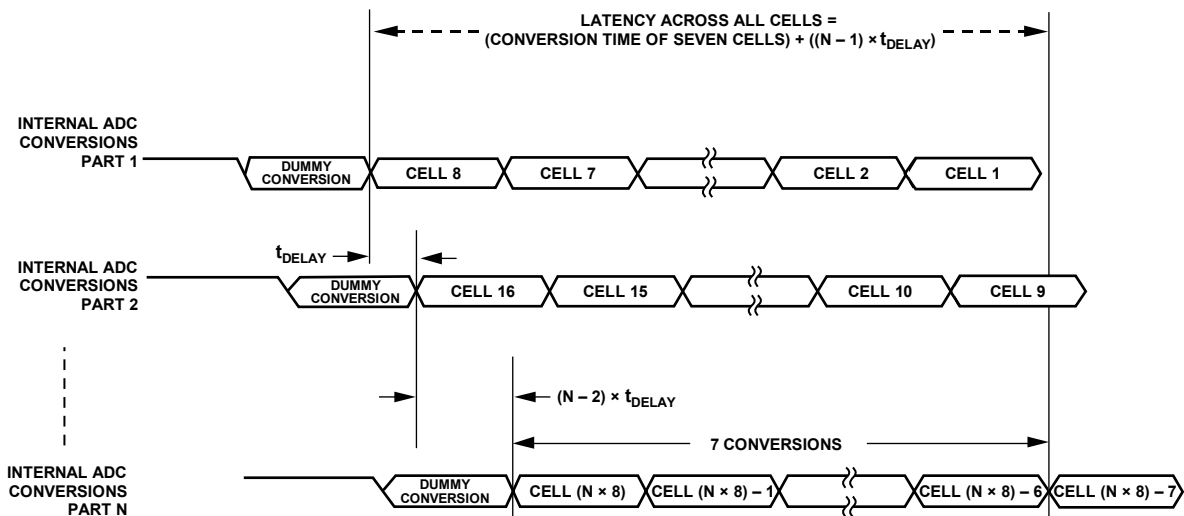 LATENCY ACROSS ALL CELLS =
(CONVERSION TIME OF SEVEN CELLS) + ((N – 1) × tDELAY)
INTERNAL ADC
CONVERSIONS
PART 1
DUMMY
CONVERSION
CELL 8
CELL 7
CELL 2
CELL 1
tDELAY
INTERNAL ADC
CONVERSIONS
PART 2
DUMMY
CONVERSION
CELL 16
CELL 15
CELL 10
CELL 9
(N – 2) × tDELAY
7 CONVERSIONS
INTERNAL ADC
CONVERSIONS
PART N
DUMMY
CONVERSION
CELL (N × 8)
CELL (N × 8) – 1
CELL (N × 8) – 6
CELL (N × 8) – 7